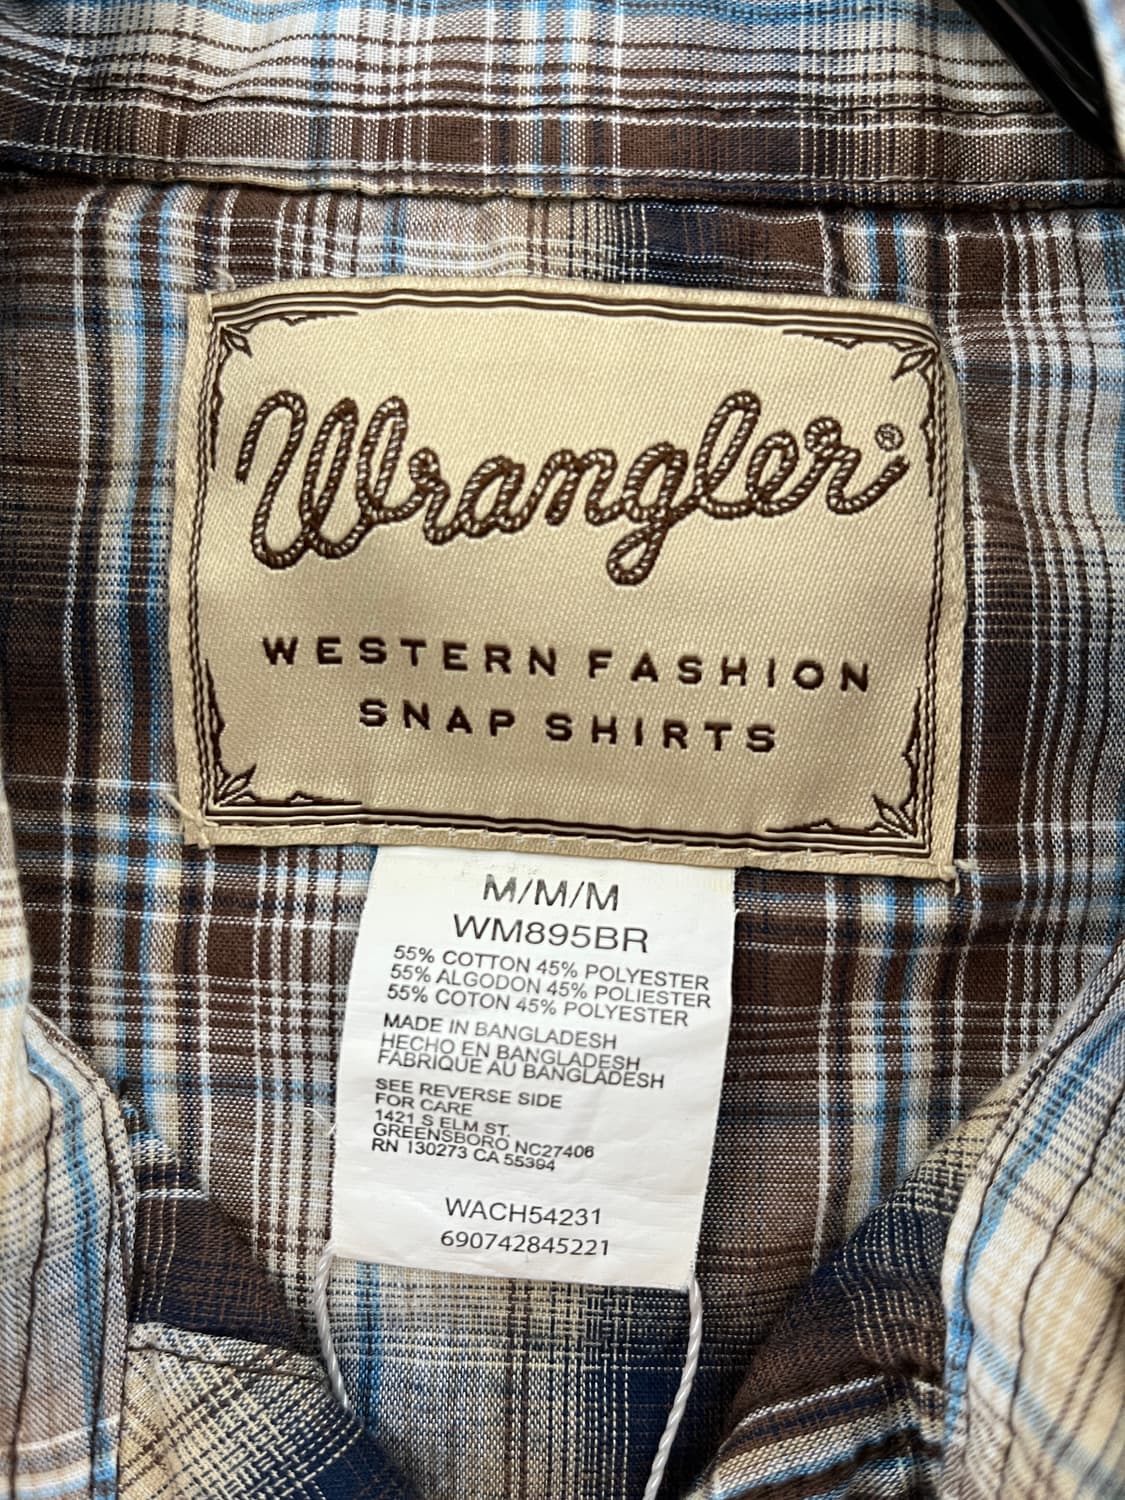 Wrangler®
WESTERN FASHION
SNAP SHIRTS
M/M/M
WM895BR
55% COTTON 45% POLYESTER
55% ALGODON 45% POLIESTER
55% COTON 45% POLYESTER
MADE IN BANGLADESH
HECHO EN BANGLADESH
FABRIQUE AU BANGLADESH
SEE REVERSE SIDE
FOR CARE
1421 S ELM ST.
GREENSBORO NC27406
RN 130273 CA 55394
WACH54231
690742845221